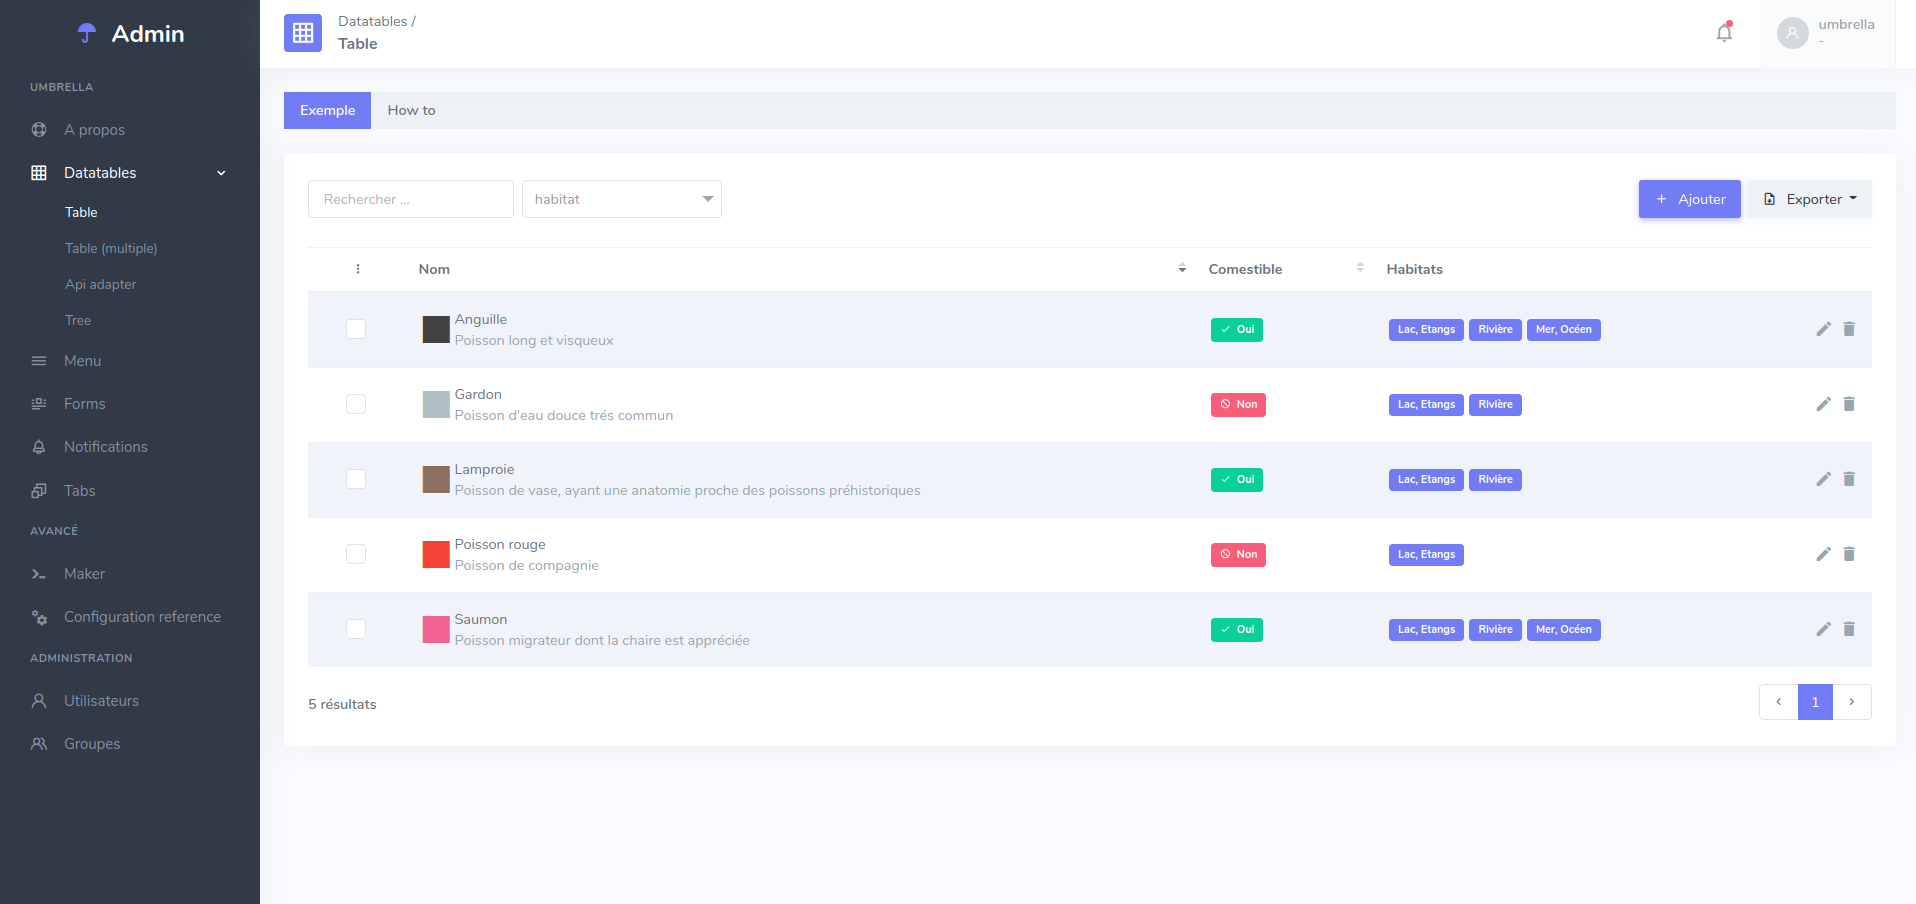 Admin
UMBRELLA
A propos
Datatables
Table
Table (multiple)
Api adapter
Tree
Menu
Forms
Notifications
Tabs
AVANCÉ
Maker
Configuration reference
ADMINISTRATION
Utilisateurs
Groupes
Datatables /
Table
umbrella
-
Exemple How to
Rechercher ... habitat + Ajouter Exporter
Nom Comestible Habitats
Anguille
Poisson long et visqueux
Oui Lac, Etangs Rivière Mer, Océen
Gardon
Poisson d'eau douce trés commun
Non Lac, Etangs Rivière
Lamproie
Poisson de vase, ayant une anatomie proche des poissons préhistoriques
Oui Lac, Etangs Rivière
Poisson rouge
Poisson de compagnie
Non Lac, Etangs
Saumon
Poisson migrateur dont la chaire est appréciée
Oui Lac, Etangs Rivière Mer, Océen
5 résultats
‹ 1 ›